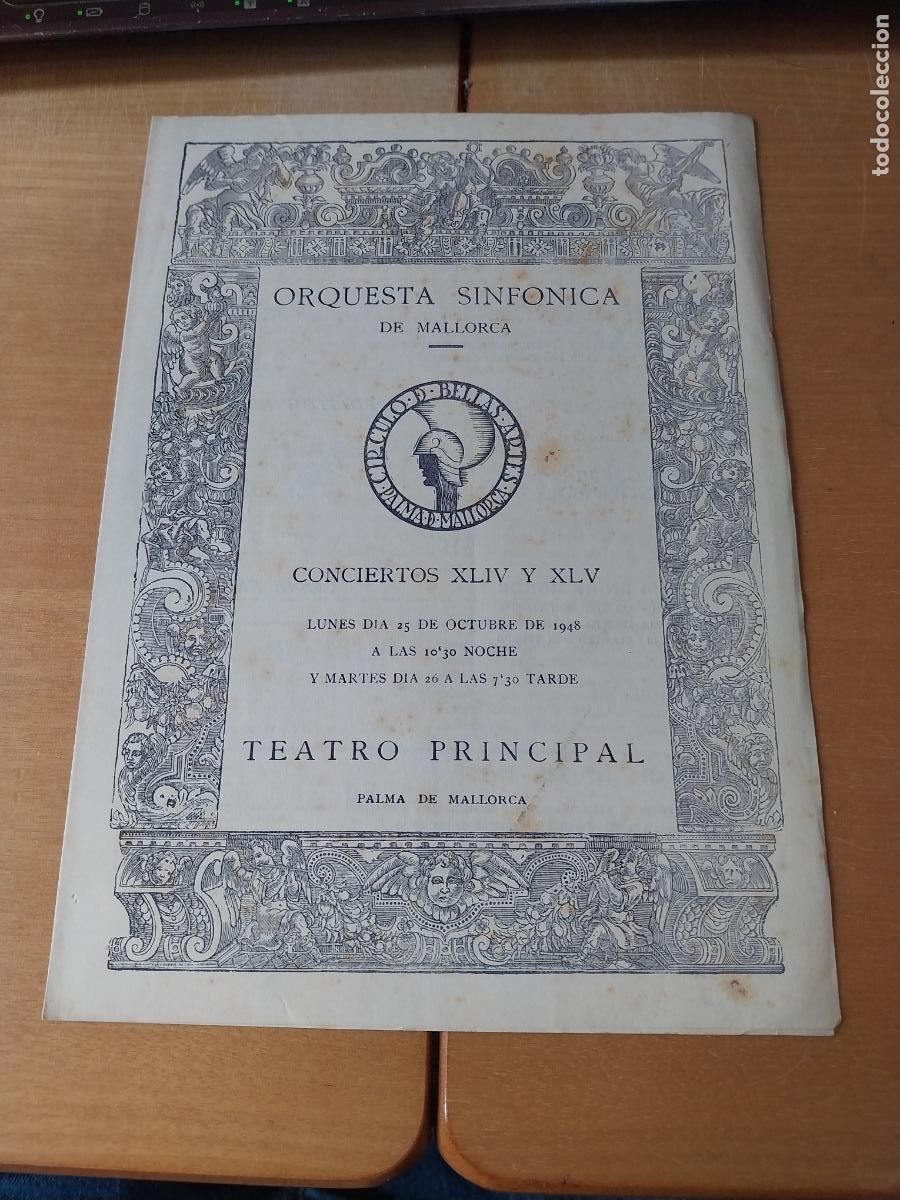 ORQUESTA SINFONICA
DE MALLORCA
CIRCULO·D·BELLAS·ARTES·
PALMA·D·MALLORCA·
CONCIERTOS XLIV Y XLV
LUNES DIA 25 DE OCTUBRE DE 1948
A LAS 10‘30 NOCHE
Y MARTES DIA 26 A LAS 7‘30 TARDE
TEATRO PRINCIPAL
PALMA DE MALLORCA
todocoleccion